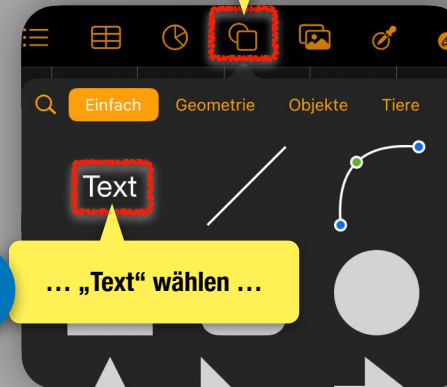 Einfach Geometrie Objekte Tiere
Text
… „Text“ wählen …